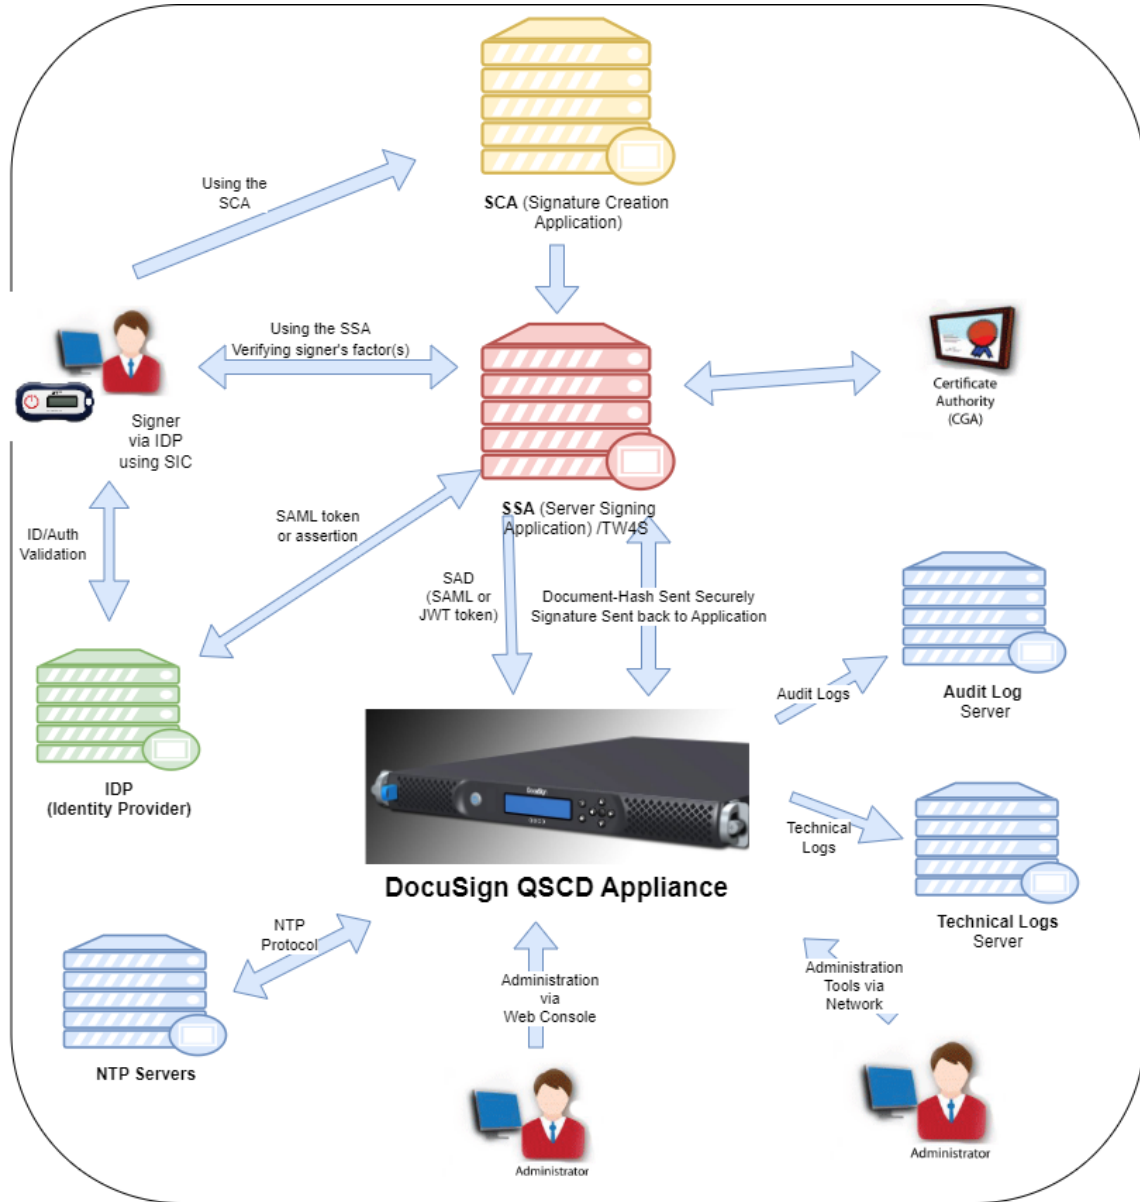 Using the
SCA
SCA (Signature Creation
Application)
Using the SSA
Verifying signer's factor(s)
Signer
via IDP
using SIC
Certificate
Authority
(CGA)
ID/Auth
Validation
SAML token
or assertion
SSA (Server Signing
Application) /TW4S
SAD
(SAML or
JWT token)
Document-Hash Sent Securely
Signature Sent back to Application
Audit Logs
Audit Log
Server
IDP
(Identity Provider)
DocuSign
QSCD
DocuSign QSCD Appliance
Technical
Logs
Technical Logs
Server
NTP
Protocol
NTP Servers
Administration
via
Web Console
Administration
Tools via
Network
Administrator
Administrator